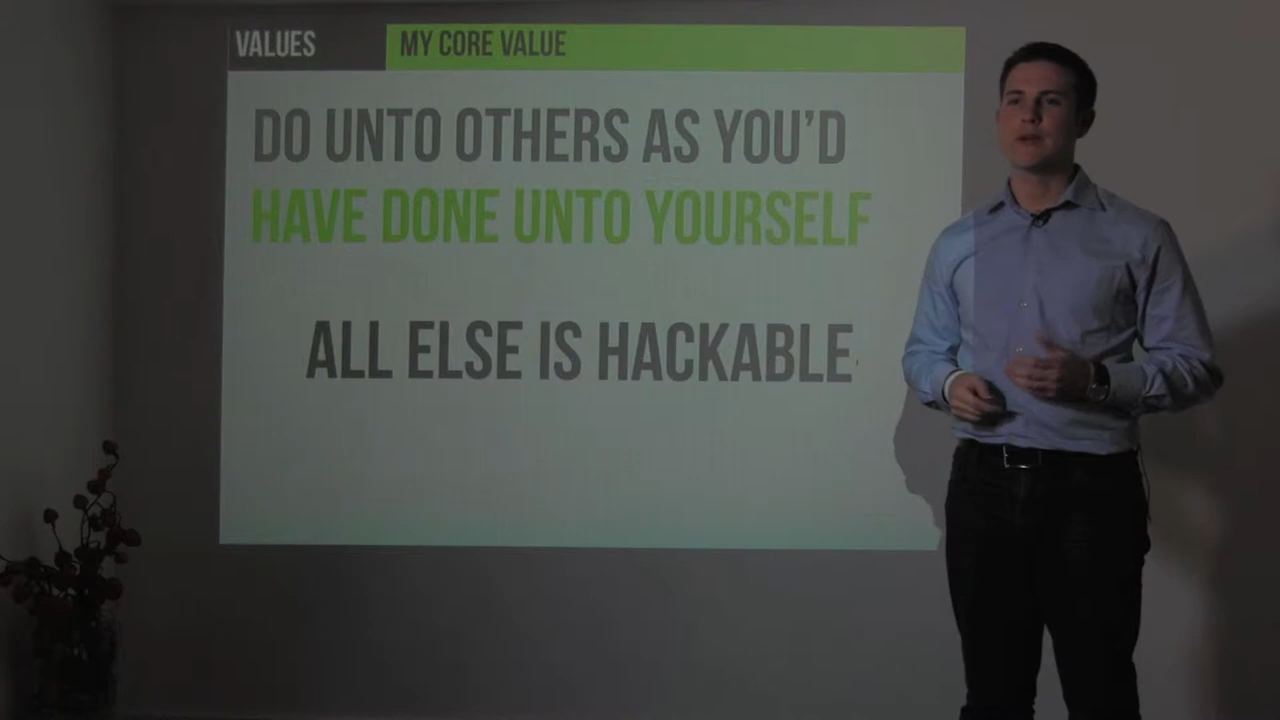 VALUES
MY CORE VALUE
DO UNTO OTHERS AS YOU'D
HAVE DONE UNTO YOURSELF
ALL ELSE IS HACKABLE